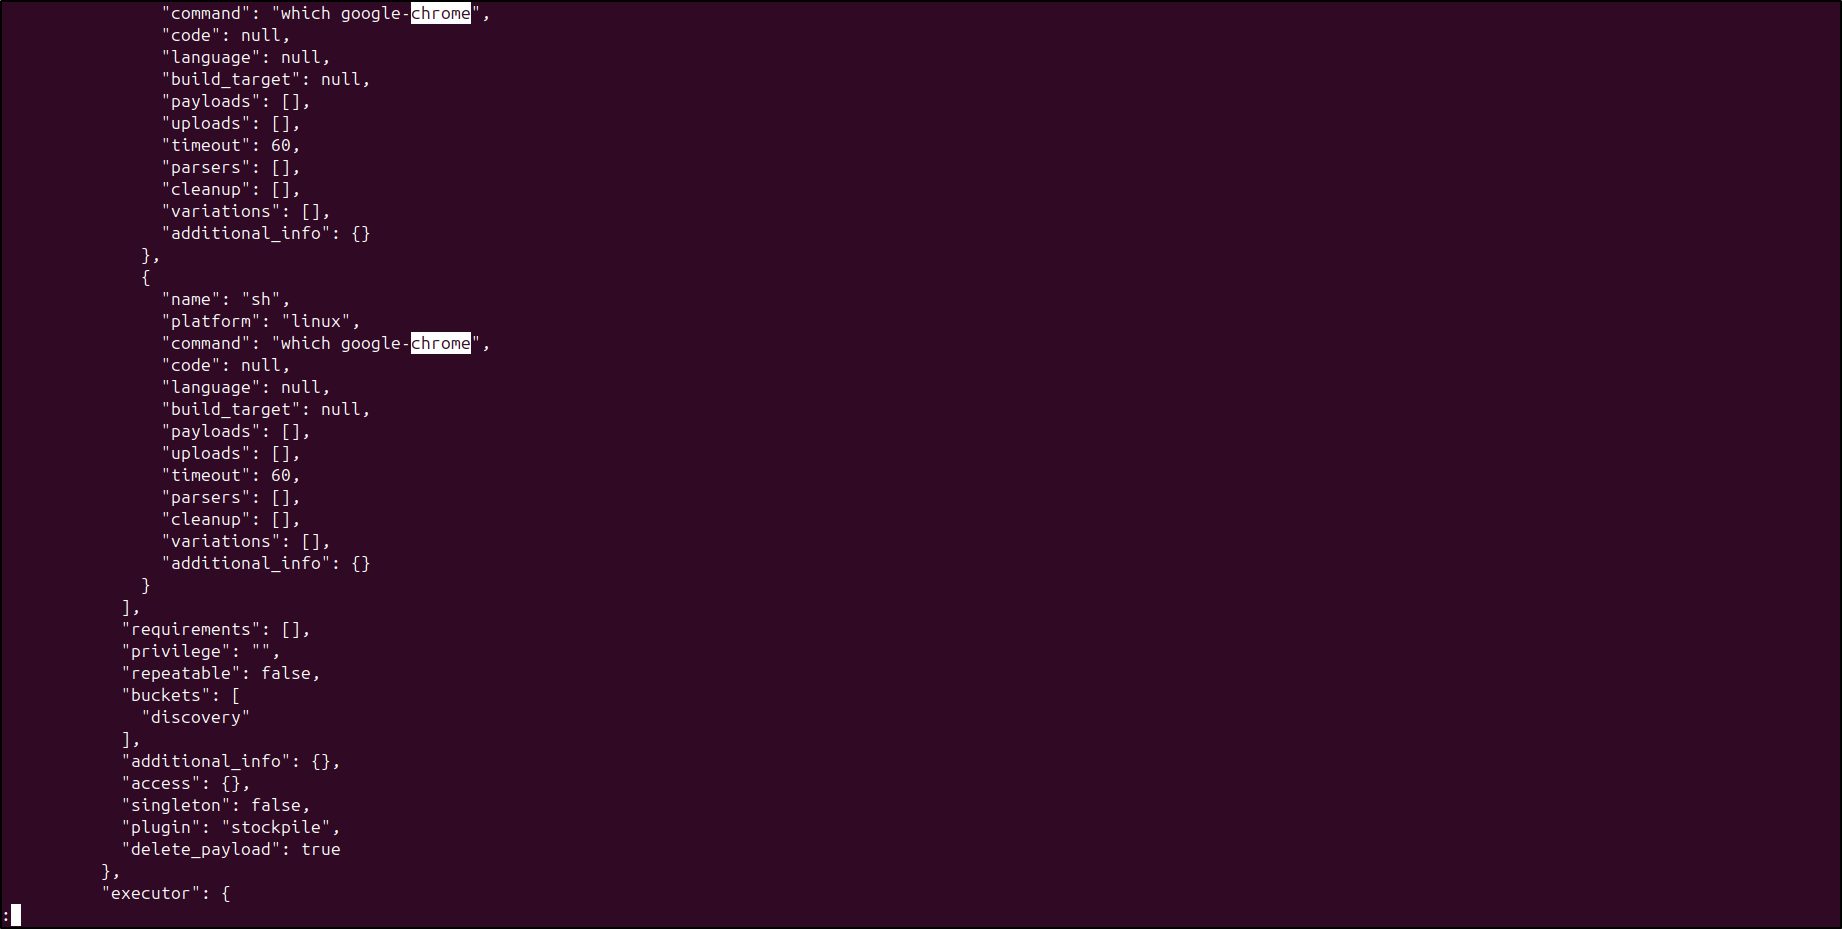 "command": "which google-chrome",
"code": null,
"language": null,
"build_target": null,
"payloads": [],
"uploads": [],
"timeout": 60,
"parsers": [],
"cleanup": [],
"variations": [],
"additional_info": {}
},
{
"name": "sh",
"platform": "linux",
"command": "which google-chrome",
"code": null,
"language": null,
"build_target": null,
"payloads": [],
"uploads": [],
"timeout": 60,
"parsers": [],
"cleanup": [],
"variations": [],
"additional_info": {}
}
],
"requirements": [],
"privilege": "",
"repeatable": false,
"buckets": [
"discovery"
],
"additional_info": {},
"access": {},
"singleton": false,
"plugin": "stockpile",
"delete_payload": true
},
"executor": {
: